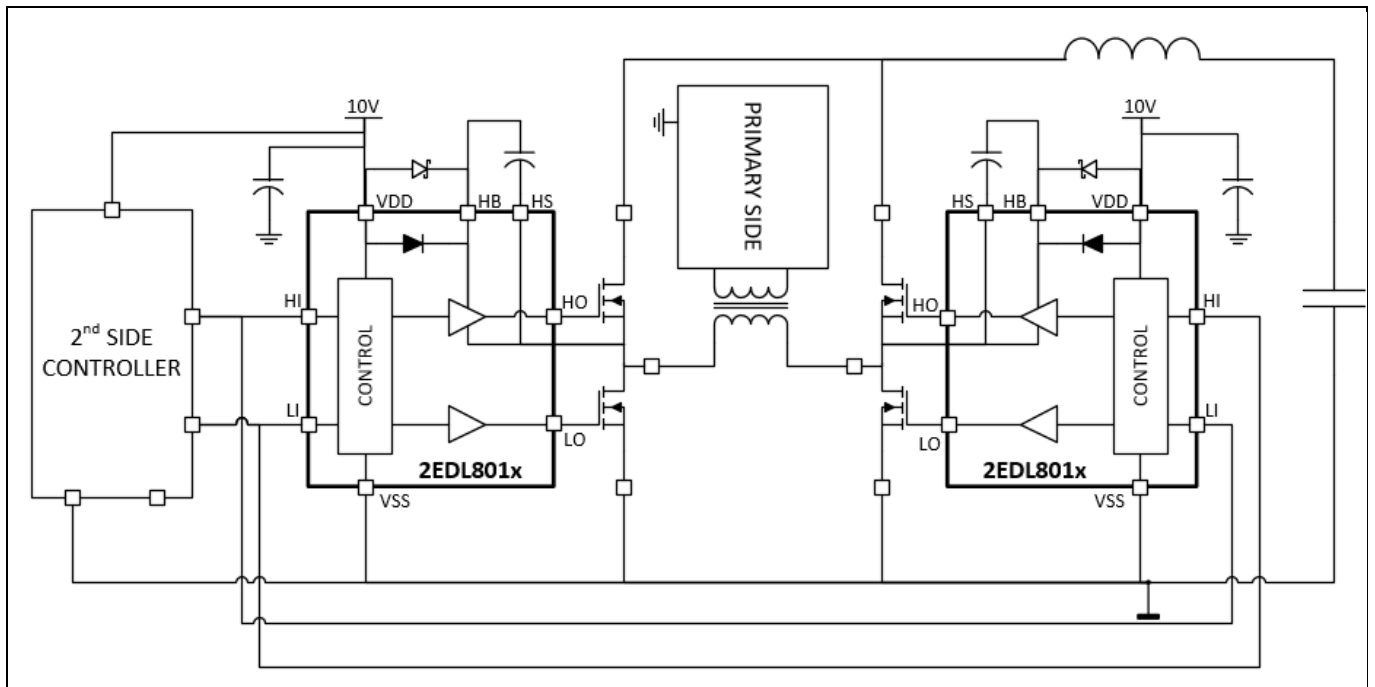 10V
10V
PRIMARY SIDE
VDD
HB
HS
HS
HB
VDD
HI
HO
HO
HI
2nd SIDE
CONTROLLER
CONTROL
CONTROL
LI
LO
LO
LI
2EDL801x
2EDL801x
VSS
VSS